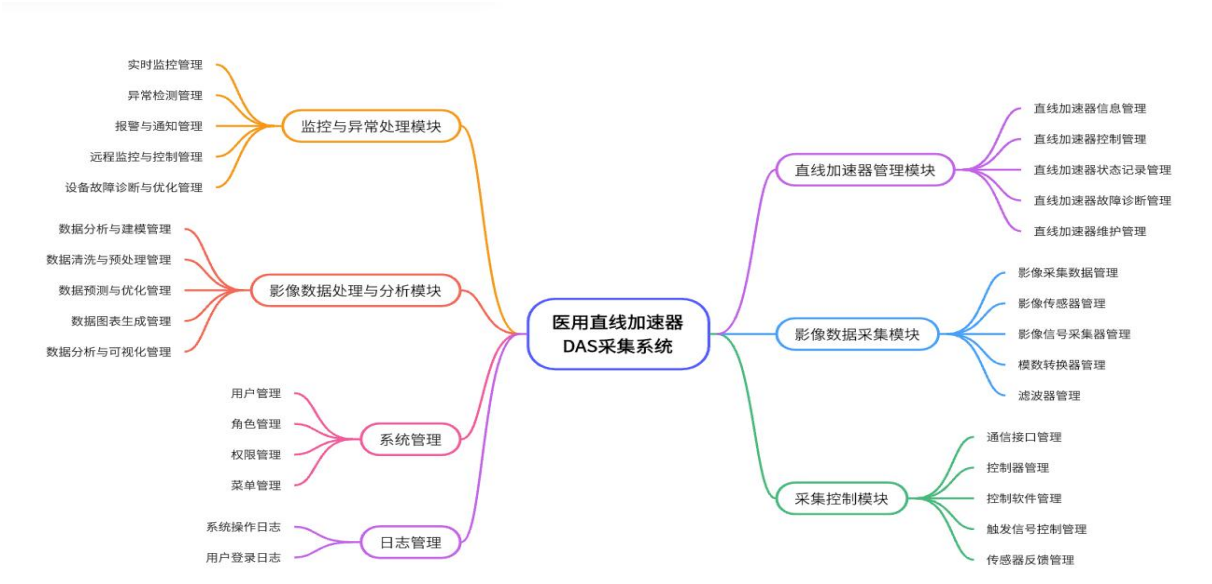 医用直线加速器
DAS采集系统
监控与异常处理模块
实时监控管理
异常检测管理
报警与通知管理
远程监控与控制管理
设备故障诊断与优化管理
影像数据处理与分析模块
数据分析与建模管理
数据清洗与预处理管理
数据预测与优化管理
数据图表生成管理
数据分析与可视化管理
系统管理
用户管理
角色管理
权限管理
菜单管理
日志管理
系统操作日志
用户登录日志
直线加速器管理模块
直线加速器信息管理
直线加速器控制管理
直线加速器状态记录管理
直线加速器故障诊断管理
直线加速器维护管理
影像数据采集模块
影像采集数据管理
影像传感器管理
影像信号采集器管理
模数转换器管理
滤波器管理
采集控制模块
通信接口管理
控制器管理
控制软件管理
触发信号控制管理
传感器反馈管理